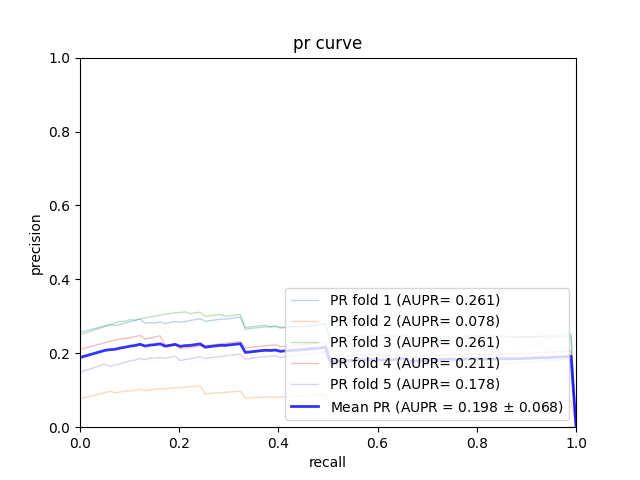 pr curve
1.0
0.8
0.6
0.4
0.2
0.0
precision
PR fold 1 (AUPR= 0.261)
PR fold 2 (AUPR= 0.078)
PR fold 3 (AUPR= 0.261)
PR fold 4 (AUPR= 0.211)
PR fold 5 (AUPR= 0.178)
Mean PR (AUPR = 0.198 ± 0.068)
0.0 0.2 0.4 0.6 0.8 1.0
recall